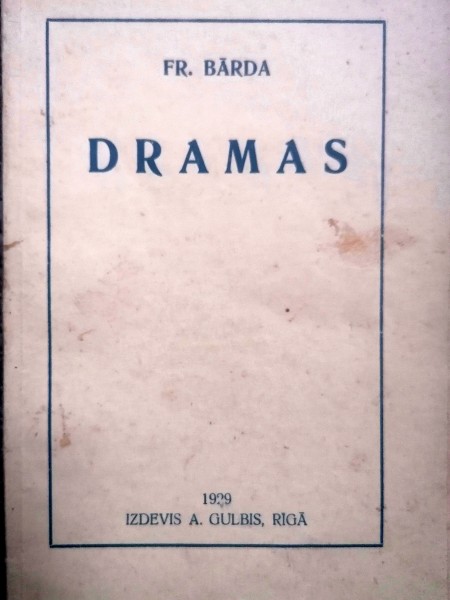 FR. BĀRDA
DRAMAS
1929
IZDEVIS A. GULBIS, RĪGĀ